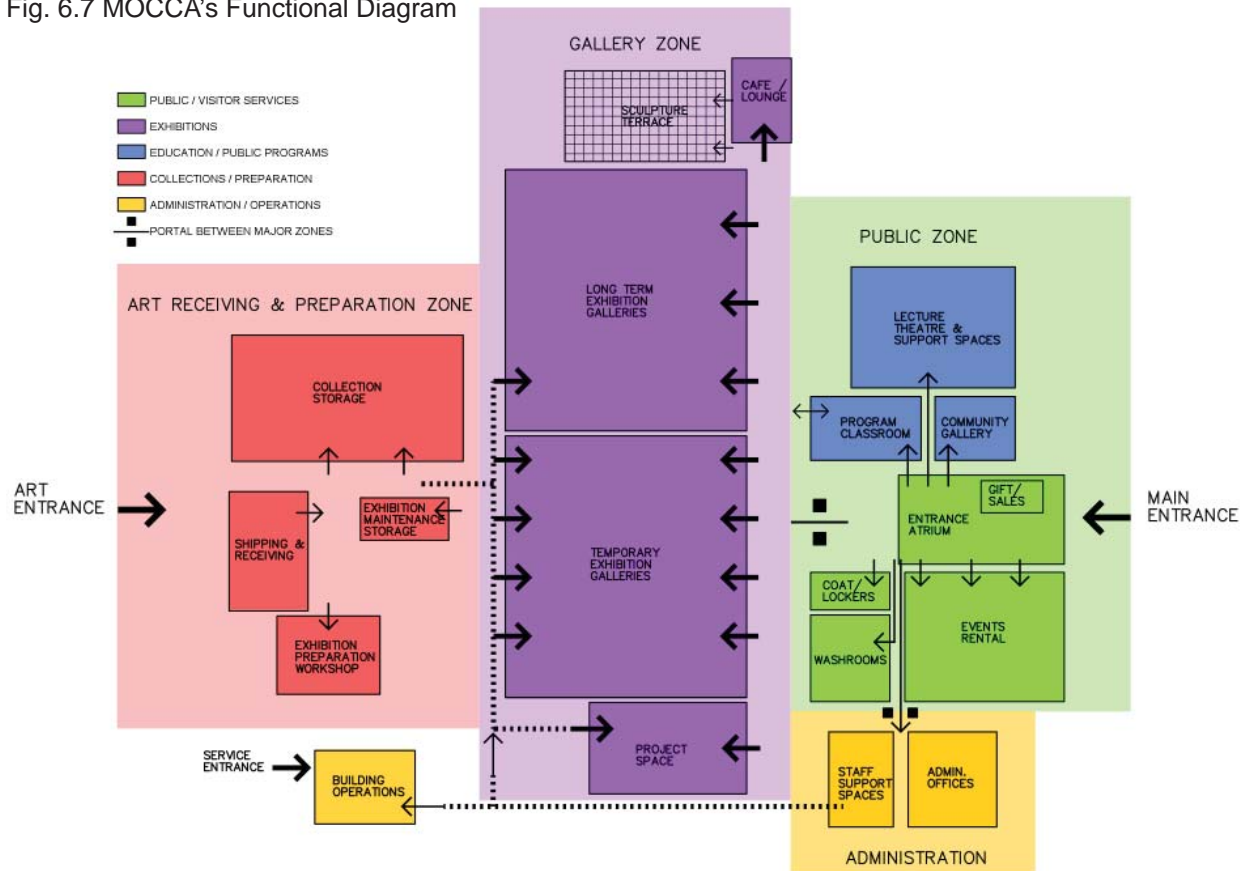 Fig. 6.7 MOCCA's Functional Diagram
PUBLIC / VISITOR SERVICES
EXHIBITIONS
EDUCATION / PUBLIC PROGRAMS
COLLECTIONS / PREPARATION
ADMINISTRATION / OPERATIONS
PORTAL BETWEEN MAJOR ZONES
GALLERY ZONE
SCULPTURE
TERRACE
CAFE /
LOUNGE
LONG TERM
EXHIBITION
GALLERIES
TEMPORARY
EXHIBITION
GALLERIES
PROJECT
SPACE
ART RECEIVING & PREPARATION ZONE
COLLECTION
STORAGE
ART
ENTRANCE
SHIPPING &
RECEIVING
EXHIBITION
MAINTENANCE
STORAGE
EXHIBITION
PREPARATION
WORKSHOP
SERVICE
ENTRANCE
BUILDING
OPERATIONS
PUBLIC ZONE
LECTURE
THEATRE &
SUPPORT SPACES
PROGRAM
CLASSROOM
COMMUNITY
GALLERY
GIFT/
SALES
ENTRANCE
ATRIUM
MAIN
ENTRANCE
COAT/
LOCKERS
WASHROOMS
EVENTS
RENTAL
STAFF
SUPPORT
SPACES
ADMIN.
OFFICES
ADMINISTRATION